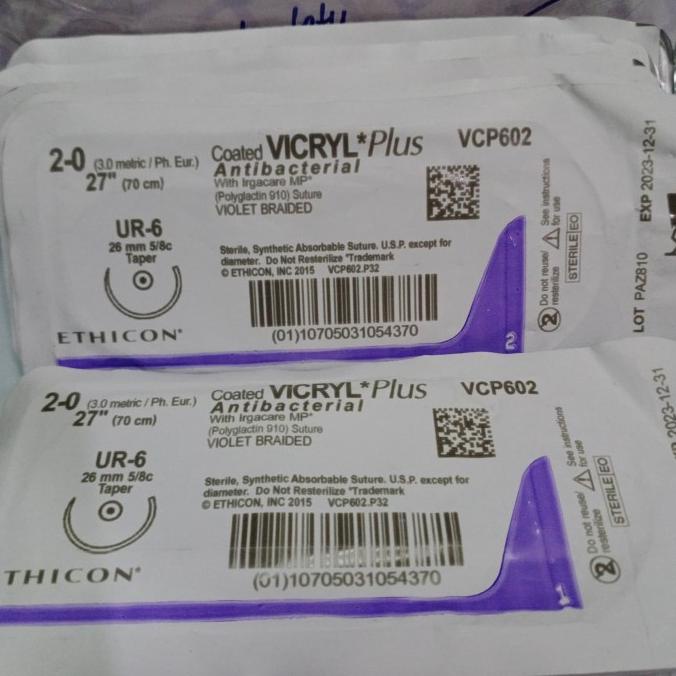 2-0 (3.0 metric / Ph. Eur.)
27" (70 cm)
UR-6
26 mm 5/8c
Taper
ETHICON*
Coated VICRYL* Plus
Antibacterial
With Irgacare MP*
(Polyglactin 910) Suture
VIOLET BRAIDED
VCP602
Sterile, Synthetic Absorbable Suture. U.S.P. except for
diameter. Do Not Resterilize *Trademark
© ETHICON, INC 2015 VCP602.P32
(01)10705031054370
2
2 Do not reuse/
resterilize
See instructions
for use
STERILE EO
LOT PAZ810 EXP 2023-12-31
2-0 (3.0 metric / Ph. Eur.)
27" (70 cm)
UR-6
26 mm 5/8c
Taper
THICON*
Coated VICRYL* Plus
Antibacterial
With Irgacare MP*
(Polyglactin 910) Suture
VIOLET BRAIDED
VCP602
Sterile, Synthetic Absorbable Suture. U.S.P. except for
diameter. Do Not Resterilize *Trademark
© ETHICON, INC 2015 VCP602.P32
(01)10705031054370
1
2 Do not reuse/
resterilize
See instructions
for use
STERILE EO
2023-12-31